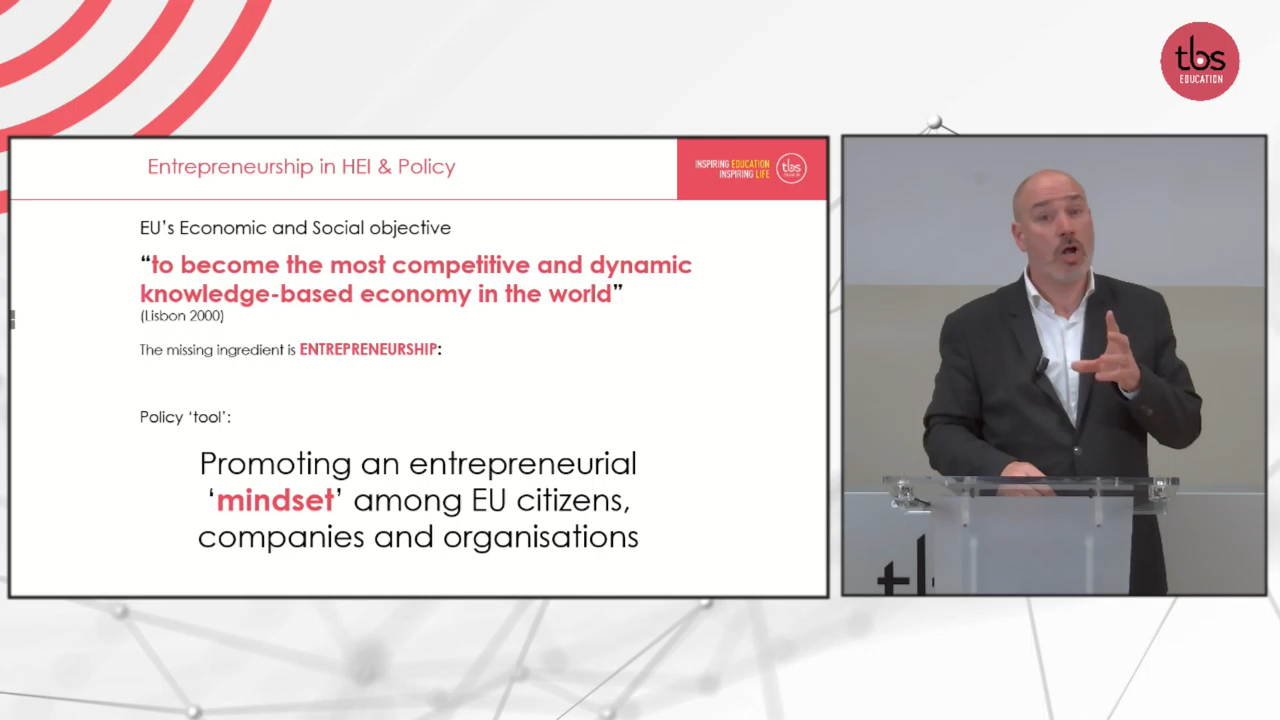 tbs
EDUCATION
Entrepreneurship in HEI & Policy
INSPIRING EDUCATION
INSPIRING LIFE
tbs
EU's Economic and Social objective
“to become the most competitive and dynamic
knowledge-based economy in the world”
(Lisbon 2000)
The missing ingredient is ENTREPRENEURSHIP:
Policy ‘tool’:
Promoting an entrepreneurial
‘mindset’ among EU citizens,
companies and organisations